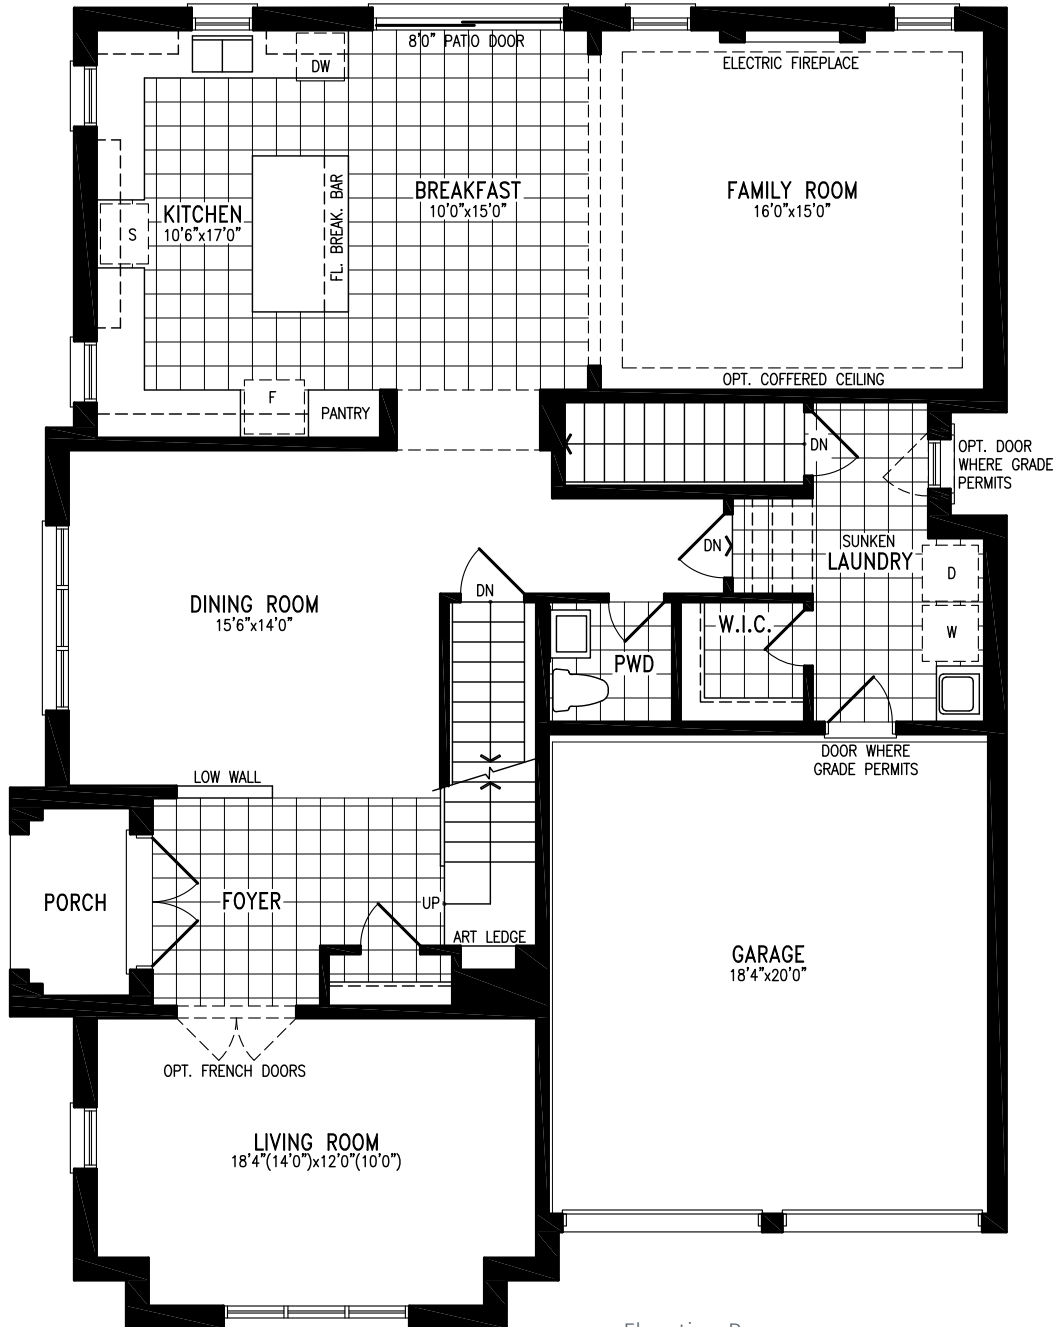 8'0" PATIO DOOR
DW
ELECTRIC FIREPLACE
BREAKFAST
10'0"x15'0"
FAMILY ROOM
16'0"x15'0"
KITCHEN
10'6"x17'0"
S
FL. BREAK. BAR
OPT. COFFERED CEILING
F
PANTRY
DN
OPT. DOOR
WHERE GRADE
PERMITS
DN
SUNKEN
LAUNDRY
D
DN
DINING ROOM
15'6"x14'0"
W.I.C.
W
PWD
DOOR WHERE
GRADE PERMITS
LOW WALL
PORCH
FOYER
UP
ART LEDGE
GARAGE
18'4"x20'0"
OPT. FRENCH DOORS
LIVING ROOM
18'4"(14'0")x12'0"(10'0")